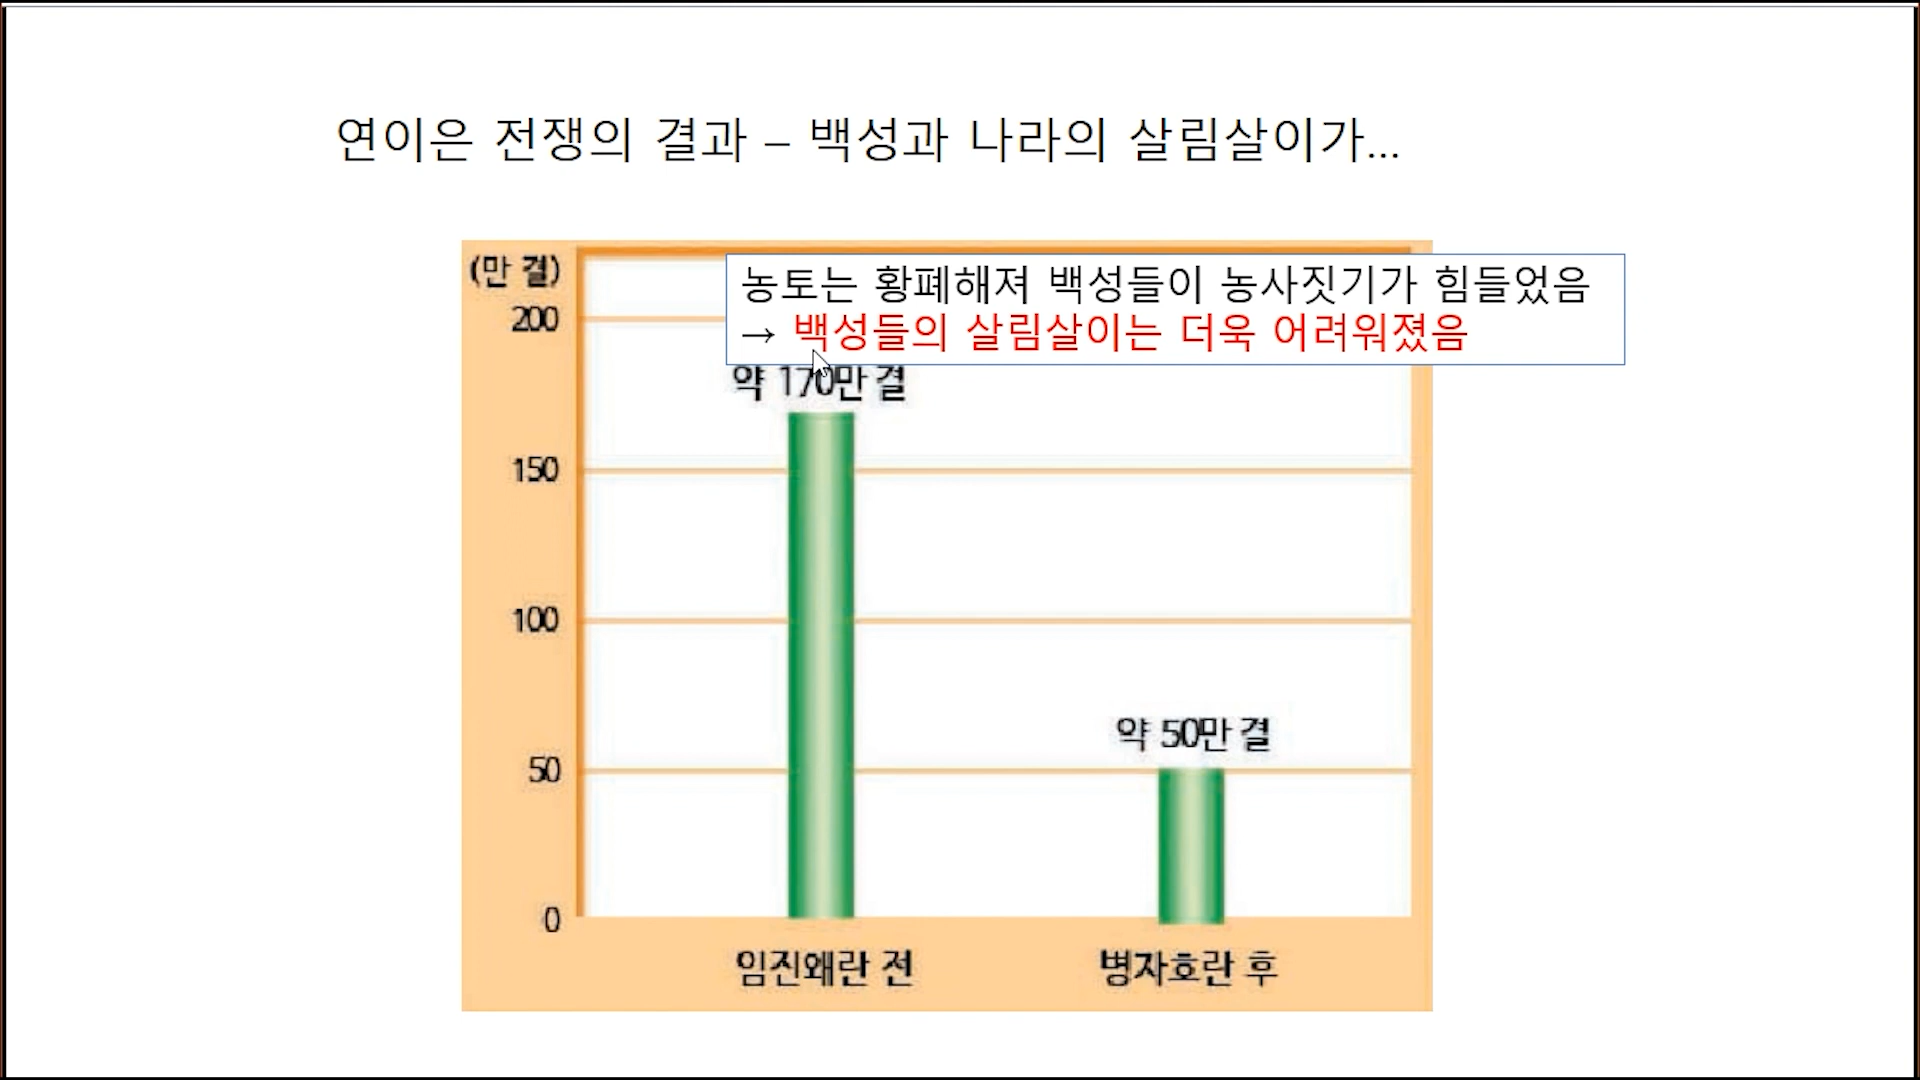 연이은 전쟁의 결과 – 백성과 나라의 살림살이가...
(만 결)
농토는 황폐해져 백성들이 농사짓기가 힘들었음
→ 백성들의 살림살이는 더욱 어려워졌음
200
약 170만 결
150
100
약 50만 결
50
0
임진왜란 전
병자호란 후